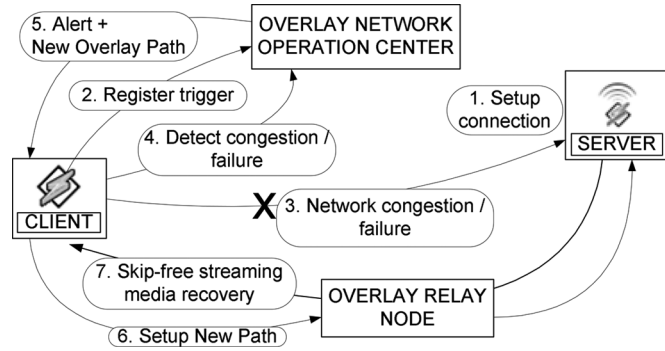 5. Alert +
New Overlay Path
OVERLAY NETWORK
OPERATION CENTER
2. Register trigger
1. Setup
connection
4. Detect congestion /
failure
SERVER
CLIENT
X
3. Network congestion /
failure
7. Skip-free streaming
media recovery
OVERLAY RELAY
NODE
6. Setup New Path